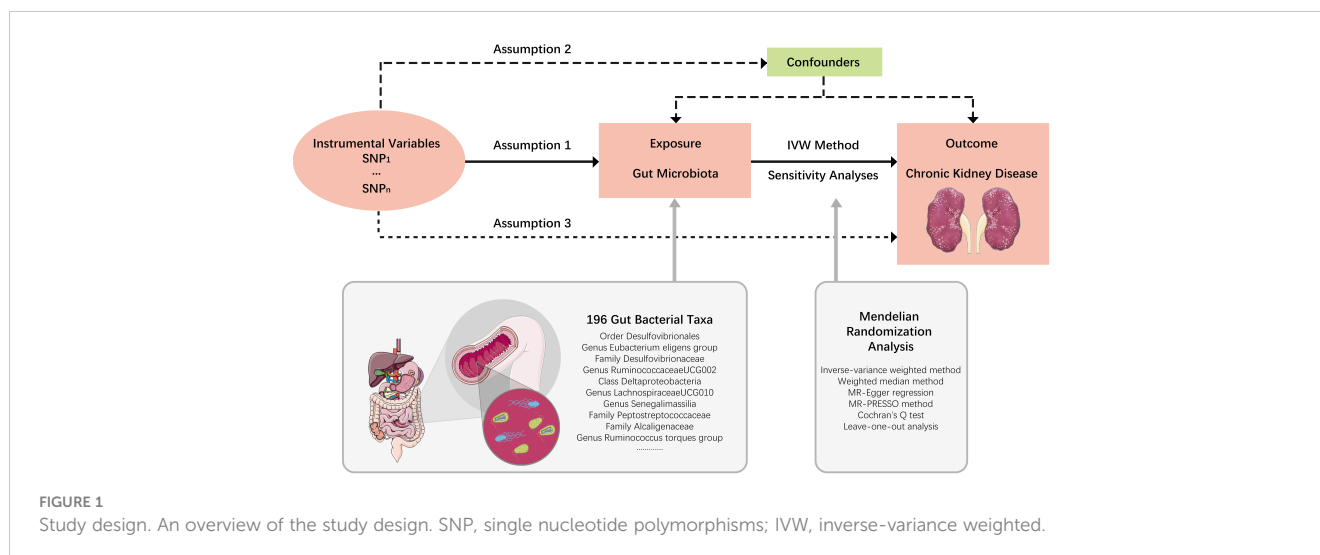 Assumption 2
Confounders
Instrumental Variables
SNP1
...
SNPn
Assumption 1
Exposure
Gut Microbiota
IVW Method
Sensitivity Analyses
Outcome
Chronic Kidney Disease
Assumption 3
196 Gut Bacterial Taxa
Order Desulfovibrionales
Genus Eubacterium eligens group
Family Desulfovibrionaceae
Genus RuminococcaceaeUCG002
Class Deltaproteobacteria
Genus LachnospiraceaeUCG010
Genus Senegalimassilia
Family Peptostreptococcaceae
Family Alcaligenaceae
Genus Ruminococcus torques group
............
Mendelian
Randomization
Analysis
Inverse-variance weighted method
Weighted median method
MR-Egger regression
MR-PRESSO method
Cochran's Q test
Leave-one-out analysis
FIGURE 1
Study design. An overview of the study design. SNP, single nucleotide polymorphisms; IVW, inverse-variance weighted.